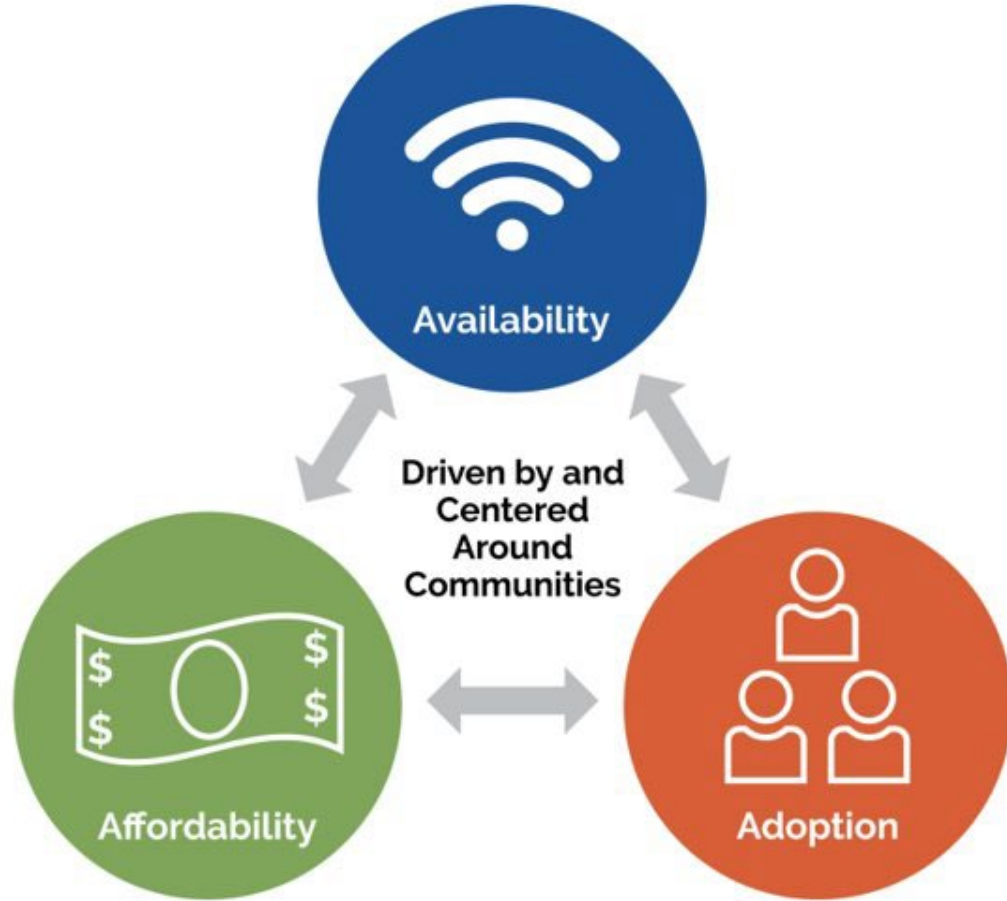 Availability
Driven by and
Centered
Around
Communities
$ $
$ $
Affordability
Adoption